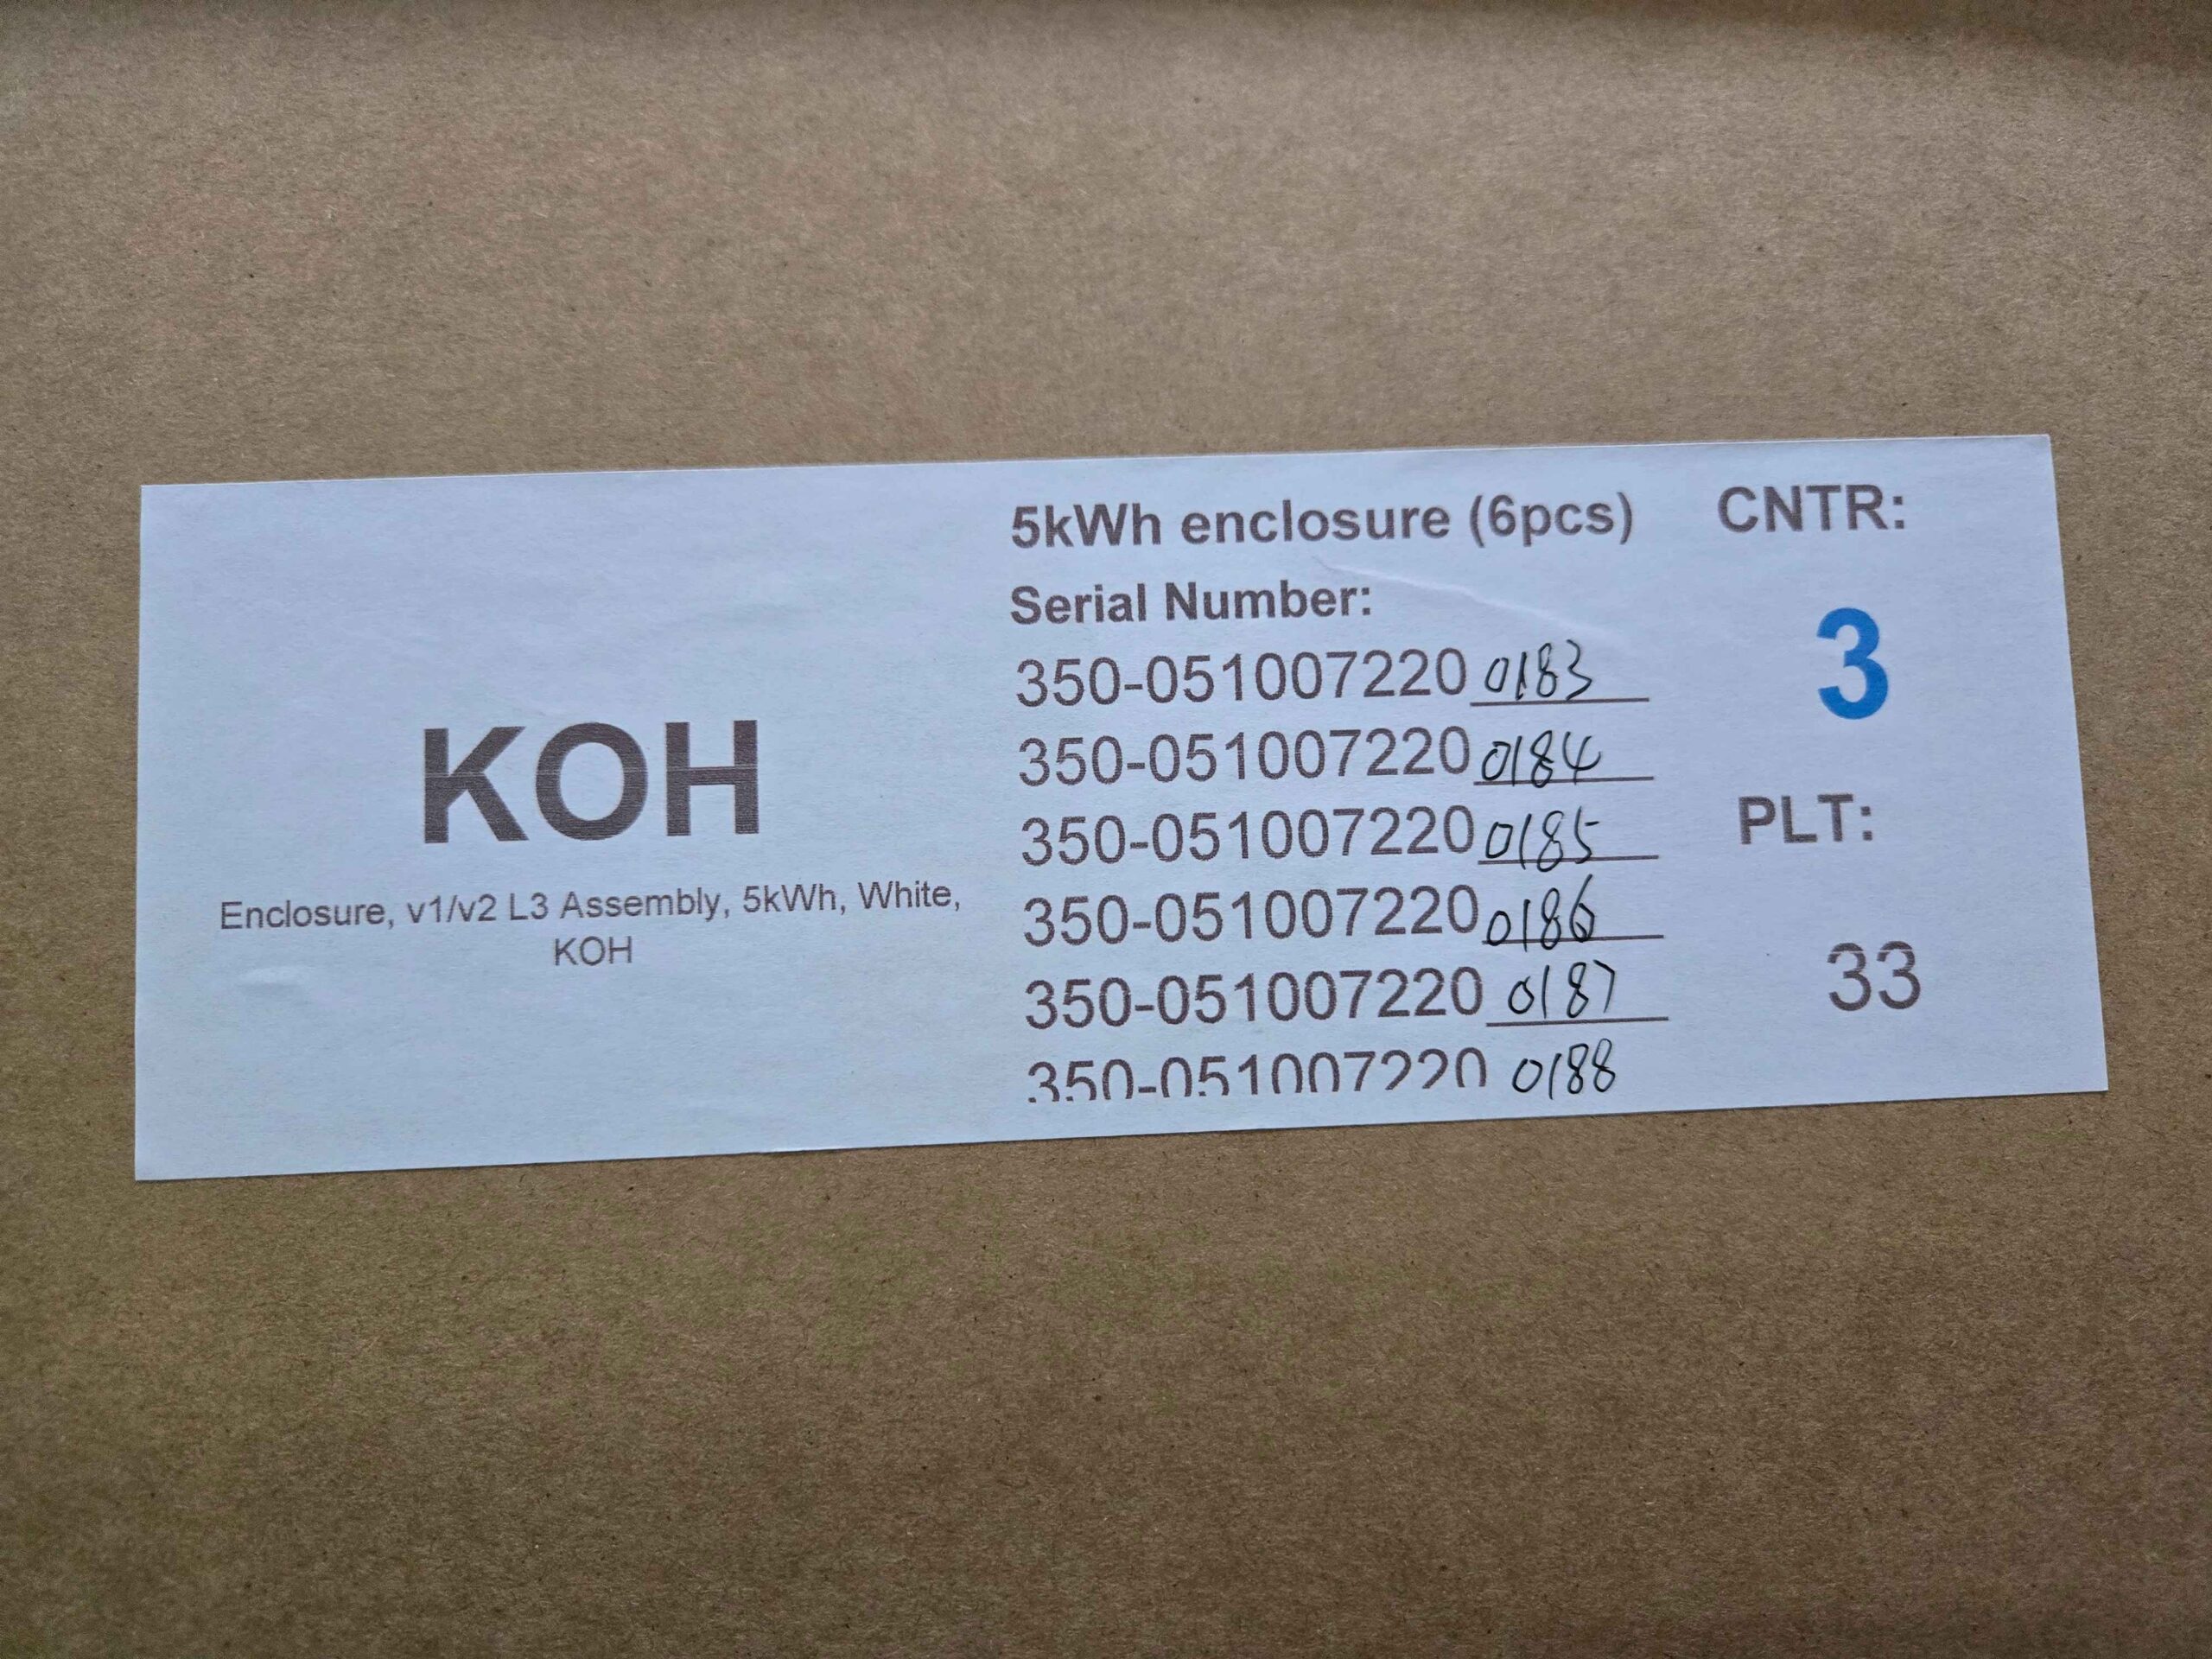 KOH
Enclosure, v1/v2 L3 Assembly, 5kWh, White,
KOH
5kWh enclosure (6pcs)
Serial Number:
350-051007220 0183
350-051007220 0184
350-051007220 0185
350-051007220 0186
350-051007220 0187
350-051007220 0188
CNTR:
3
PLT:
33